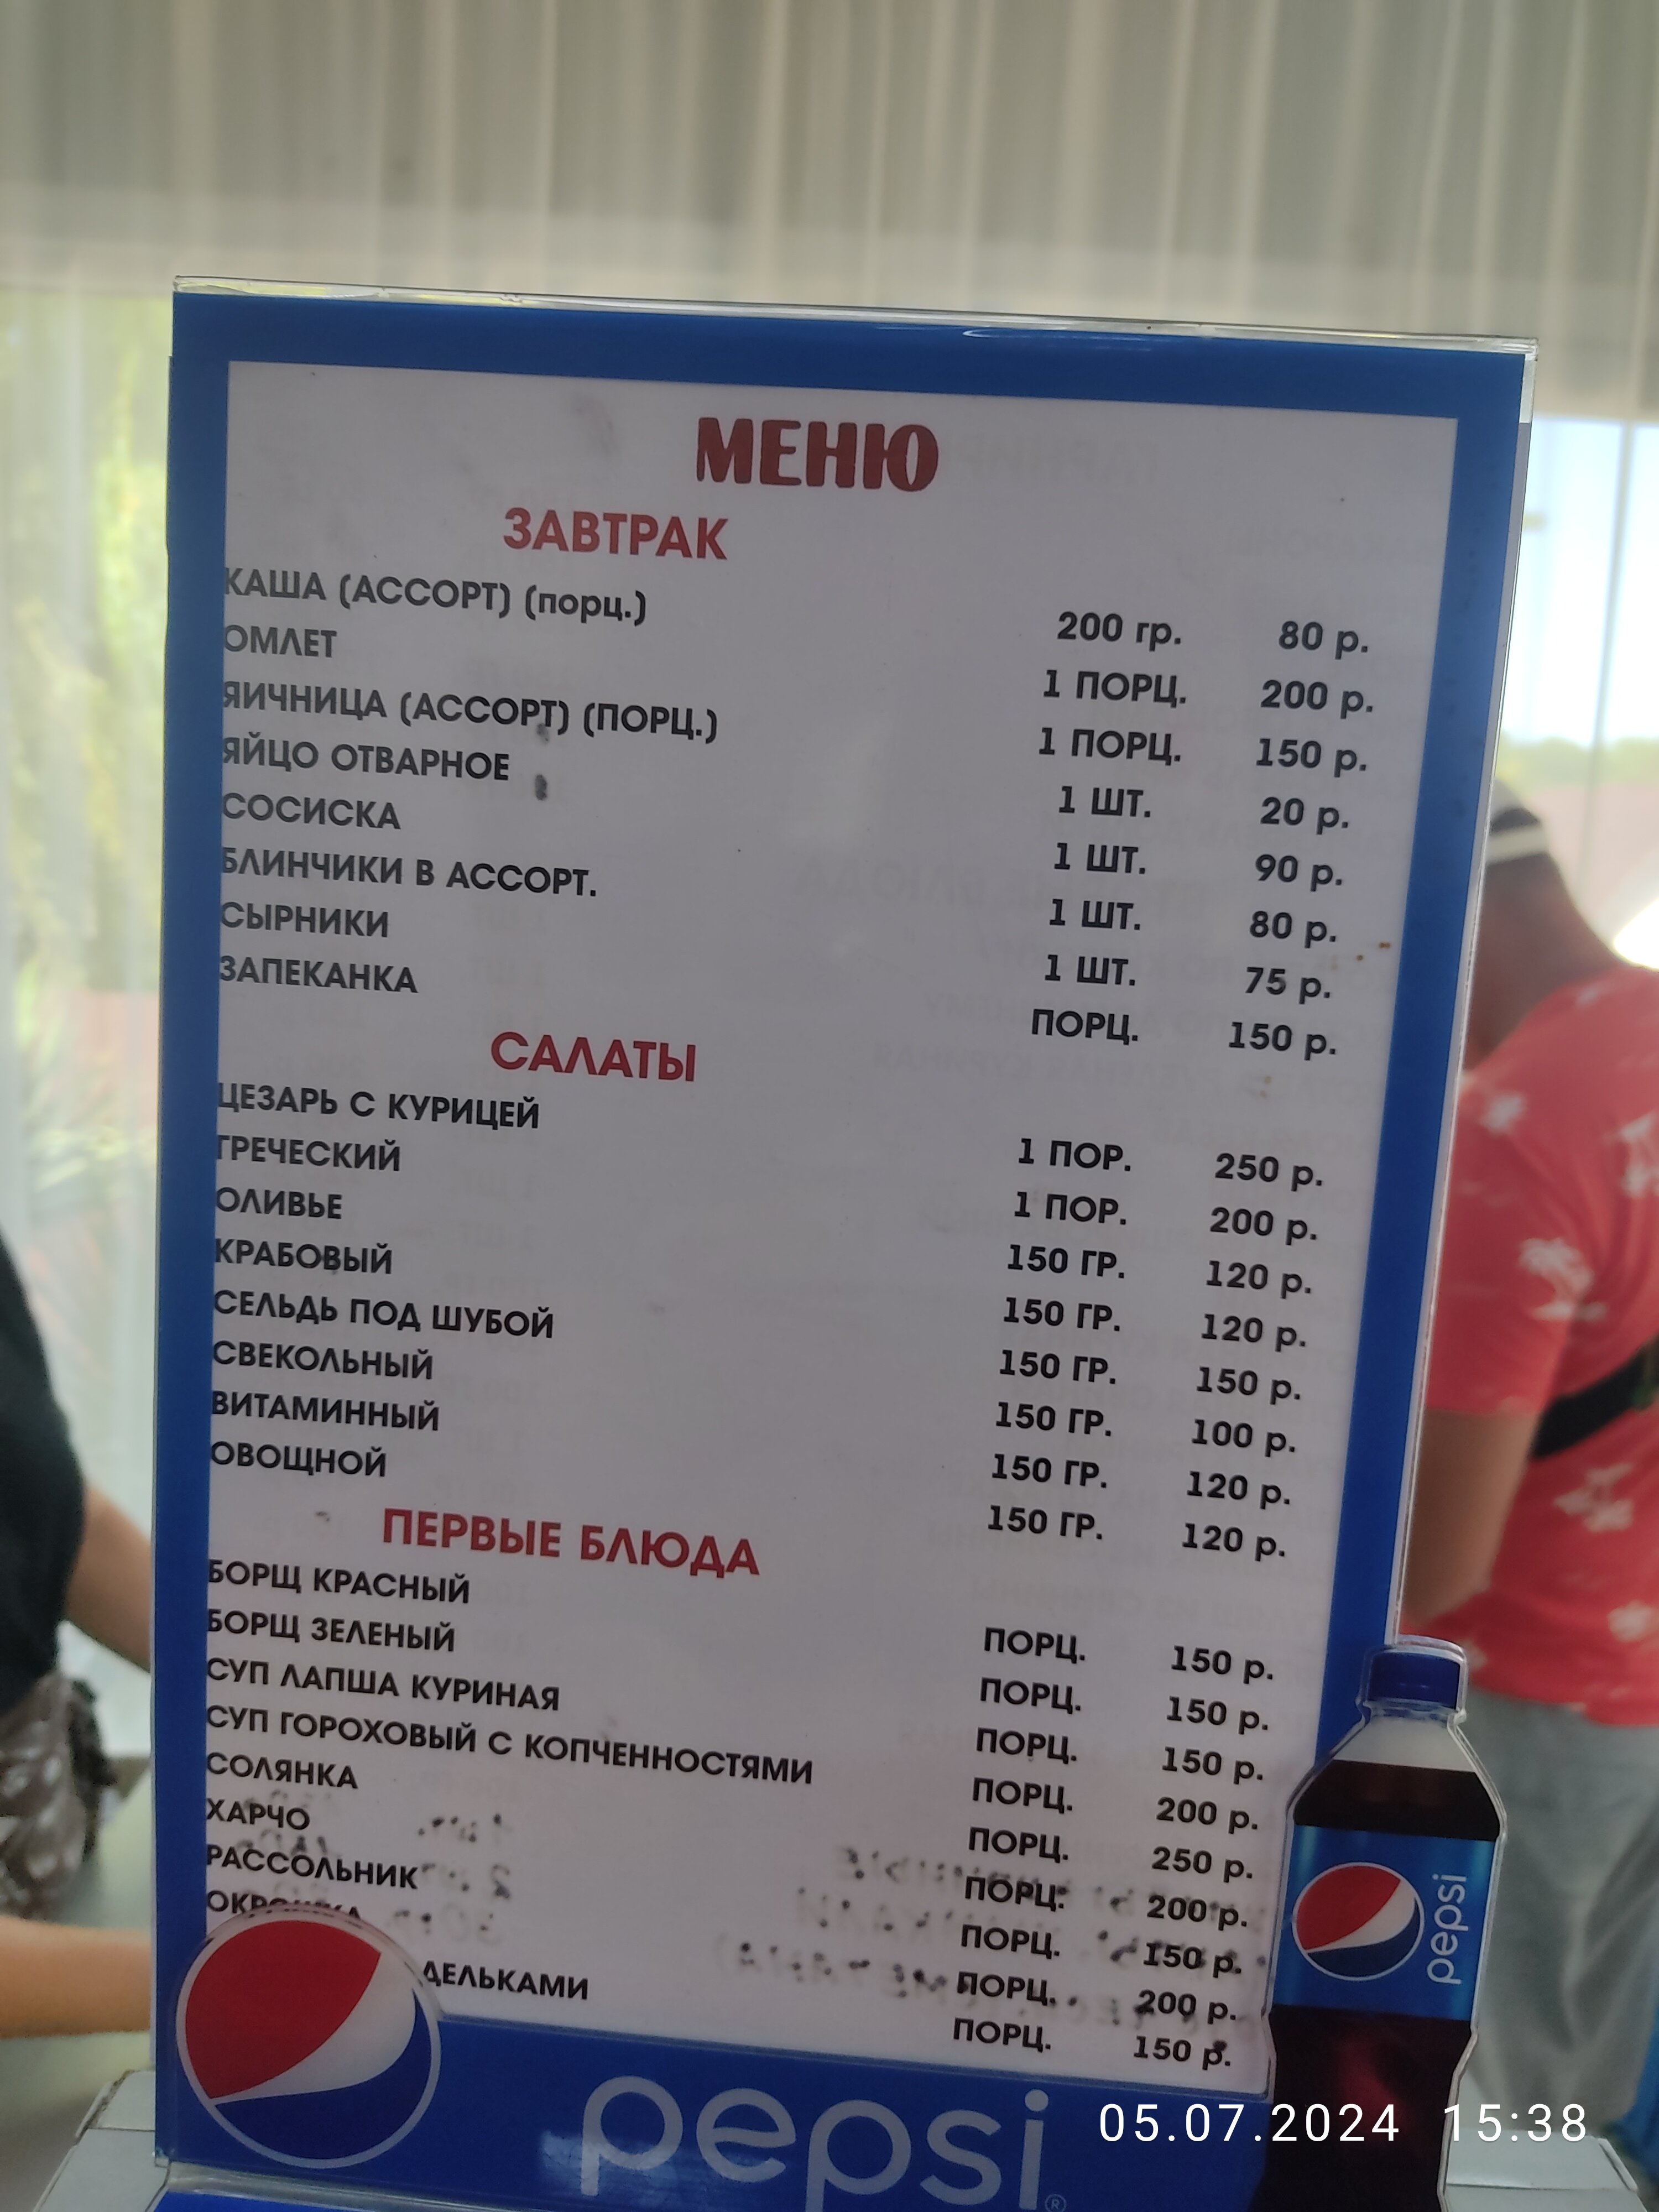 МЕНЮ
ЗАВТРАК
КАША (АССОРТ) (порц.) 200 гр. 80 р.
ОМЛЕТ 1 ПОРЦ. 200 р.
ЯИЧНИЦА (АССОРТ) (ПОРЦ.) 1 ПОРЦ. 150 р.
ЯЙЦО ОТВАРНОЕ 1 ШТ. 20 р.
СОСИСКА 1 ШТ. 90 р.
БЛИНЧИКИ В АССОРТ. 1 ШТ. 80 р.
СЫРНИКИ 1 ШТ. 75 р.
ЗАПЕКАНКА ПОРЦ. 150 р.
САЛАТЫ
ЦЕЗАРЬ С КУРИЦЕЙ 1 ПОР. 250 р.
ГРЕЧЕСКИЙ 1 ПОР. 200 р.
ОЛИВЬЕ 150 ГР. 120 р.
КРАБОВЫЙ 150 ГР. 120 р.
СЕЛЬДЬ ПОД ШУБОЙ 150 ГР. 150 р.
СВЕКОЛЬНЫЙ 150 ГР. 100 р.
ВИТАМИННЫЙ 150 ГР. 120 р.
ОВОЩНОЙ 150 ГР. 120 р.
ПЕРВЫЕ БЛЮДА
БОРЩ КРАСНЫЙ ПОРЦ. 150 р.
БОРЩ ЗЕЛЕНЫЙ ПОРЦ. 150 р.
СУП ЛАПША КУРИНАЯ ПОРЦ. 150 р.
СУП ГОРОХОВЫЙ С КОПЧЕННОСТЯМИ ПОРЦ. 200 р.
СОЛЯНКА ПОРЦ. 250 р.
ХАРЧО ПОРЦ. 200 р.
РАССОЛЬНИК ПОРЦ. 150 р.
ОКРОШКА ПОРЦ. 200 р.
ДЕЛЬКАМИ ПОРЦ. 150 р.
pepsi
pepsi®
05.07.2024 15:38